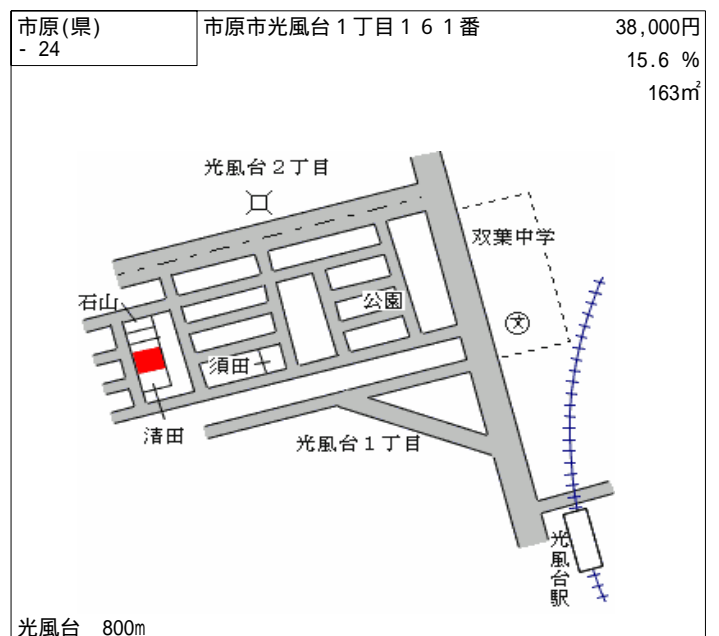 市原(県)
- 24
市原市光風台１丁目１６１番
38,000円
15.6 %
163㎡
光風台２丁目
双葉中学
石山
公園
文
須田
清田
光風台１丁目
光風台駅
光風台 800m